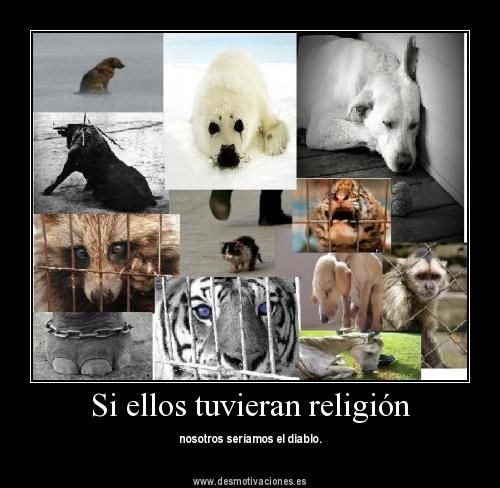 Si ellos tuvieran religión
nosotros seríamos el diablo.
www.desmotivaciones.es